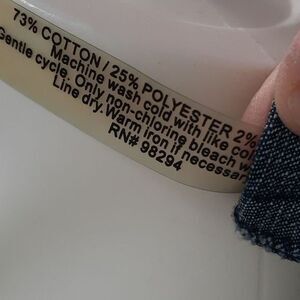 73% COTTON / 25% POLYESTER 2%
Machine wash cold with like
Gentle cycle. Only non-chlorine bleach
Line dry. Warm iron if
RN# 98294